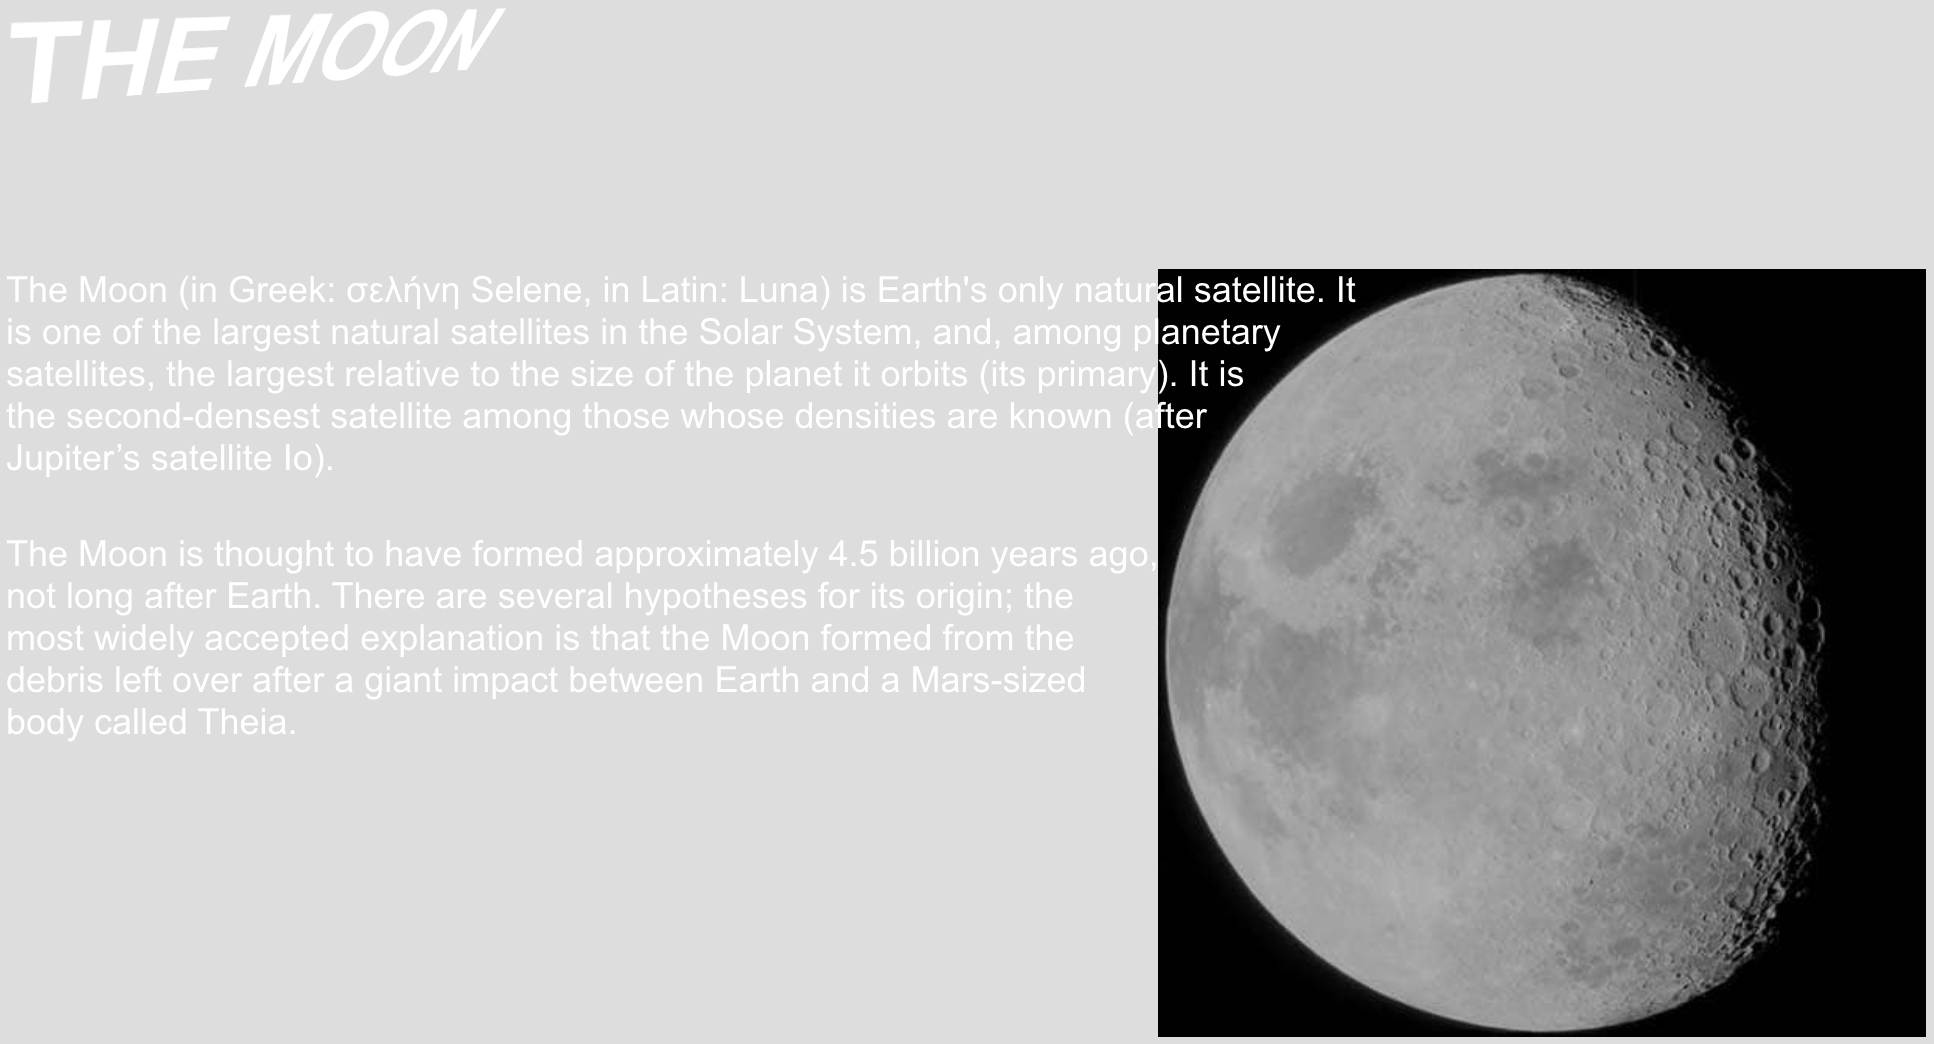 THE MOON
The Moon (in Greek: σελήνη Selene, in Latin: Luna) is Earth's only natural satellite. It
is one of the largest natural satellites in the Solar System, and, among planetary
satellites, the largest relative to the size of the planet it orbits (its primary). It is
the second-densest satellite among those whose densities are known (after
Jupiter’s satellite Io).
The Moon is thought to have formed approximately 4.5 billion years ago,
not long after Earth. There are several hypotheses for its origin; the
most widely accepted explanation is that the Moon formed from the
debris left over after a giant impact between Earth and a Mars-sized
body called Theia.